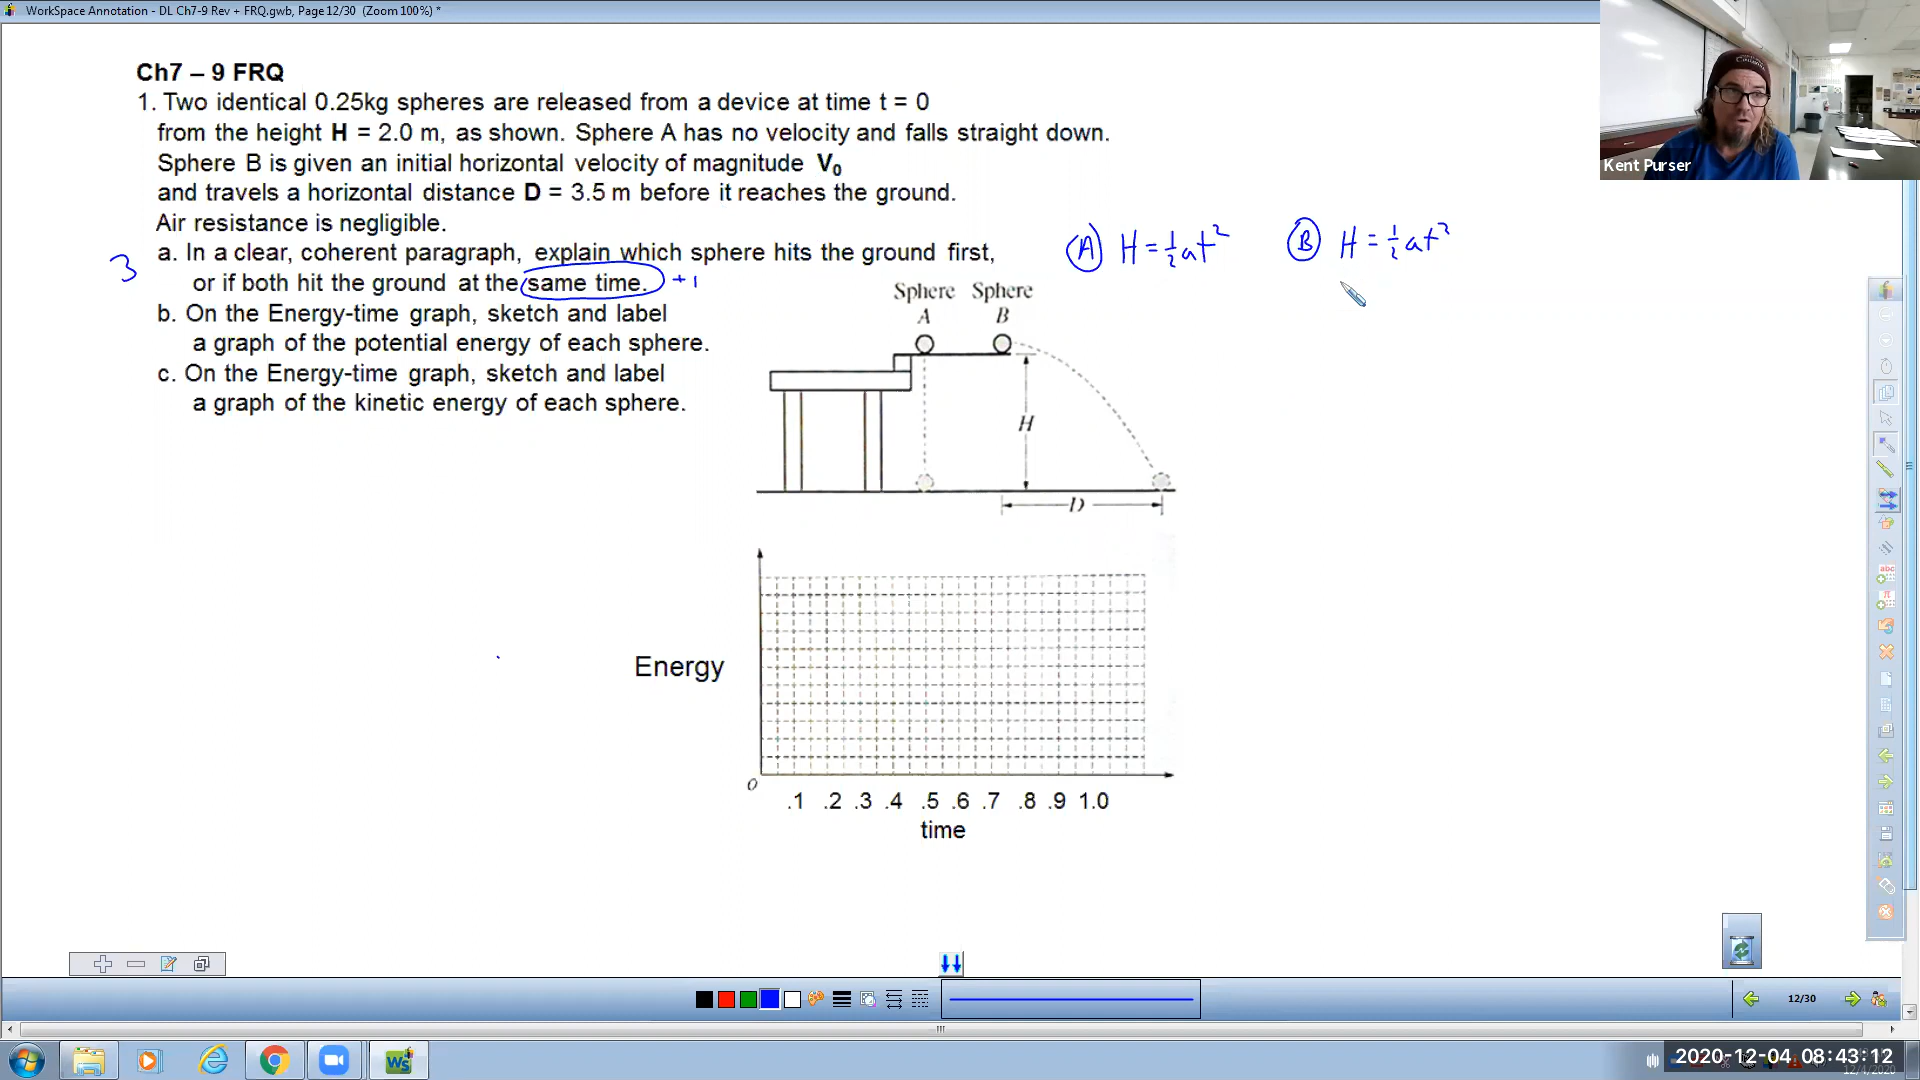 WorkSpace Annotation - DL Ch7-9 Rev + FRQ.gwb, Page 12/30 (Zoom 100%) *
Kent Purser
Ch7 – 9 FRQ
1. Two identical 0.25kg spheres are released from a device at time t = 0
from the height H = 2.0 m, as shown. Sphere A has no velocity and falls straight down.
Sphere B is given an initial horizontal velocity of magnitude V₀
and travels a horizontal distance D = 3.5 m before it reaches the ground.
Air resistance is negligible.
3
a. In a clear, coherent paragraph, explain which sphere hits the ground first,
or if both hit the ground at the same time. +1
b. On the Energy-time graph, sketch and label
a graph of the potential energy of each sphere.
c. On the Energy-time graph, sketch and label
a graph of the kinetic energy of each sphere.
A H = ½at²
B H = ½at²
Sphere Sphere
A B
H
D
Energy
0
.1 .2 .3 .4 .5 .6 .7 .8 .9 1.0
time
12/30
abc
π
Ws
2020-12-04 08:43:12
12/4/2020